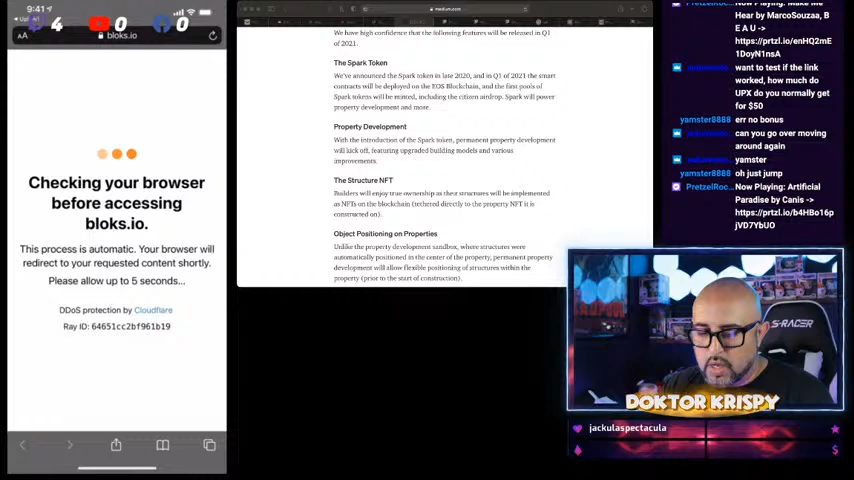 9:41
4
0
0
AA
bloks.io
Checking your browser
before accessing
bloks.io.
This process is automatic. Your browser will
redirect to your requested content shortly.
Please allow up to 5 seconds...
DDoS protection by Cloudflare
Ray ID: 64651cc2bf961b19
medium.com
We have high confidence that the following features will be released in Q1
of 2021.
The Spark Token
We've announced the Spark token in late 2020, and in Q1 of 2021 the smart
contracts will be deployed on the EOS Blockchain, and the first pools of
Spark tokens will be minted, including the citizen airdrop. Spark will power
property development and more.
Property Development
With the introduction of the Spark token, permanent property development
will kick off, featuring upgraded building models and various
improvements.
The Structure NFT
Builders will enjoy true ownership as their structures will be implemented
as NFTs on the blockchain (tethered directly to the property NFT it is
constructed on).
Object Positioning on Properties
Unlike the property development sandbox, where structures were
automatically positioned in the center of the property, permanent property
development will allow flexible positioning of structures within the
property (prior to the start of construction).
PretzelRoc... Now Playing: Make Me
Hear by MarcoSouzaa, B
E A U ->
https://prtzl.io/enHQ2mE
1DoyN1nsA
want to test if the link
worked, how much do
UPX do you normally get
for $50
yamster8888 err no bonus
can you go over moving
around again
yamster
yamster8888 oh just jump
PretzelRoc... Now Playing: Artificial
Paradise by Canis ->
https://prtzl.io/b4HBo16p
jVD7YbUO
S-RACER
DOKTOR KRISPY
jackulaspectacula